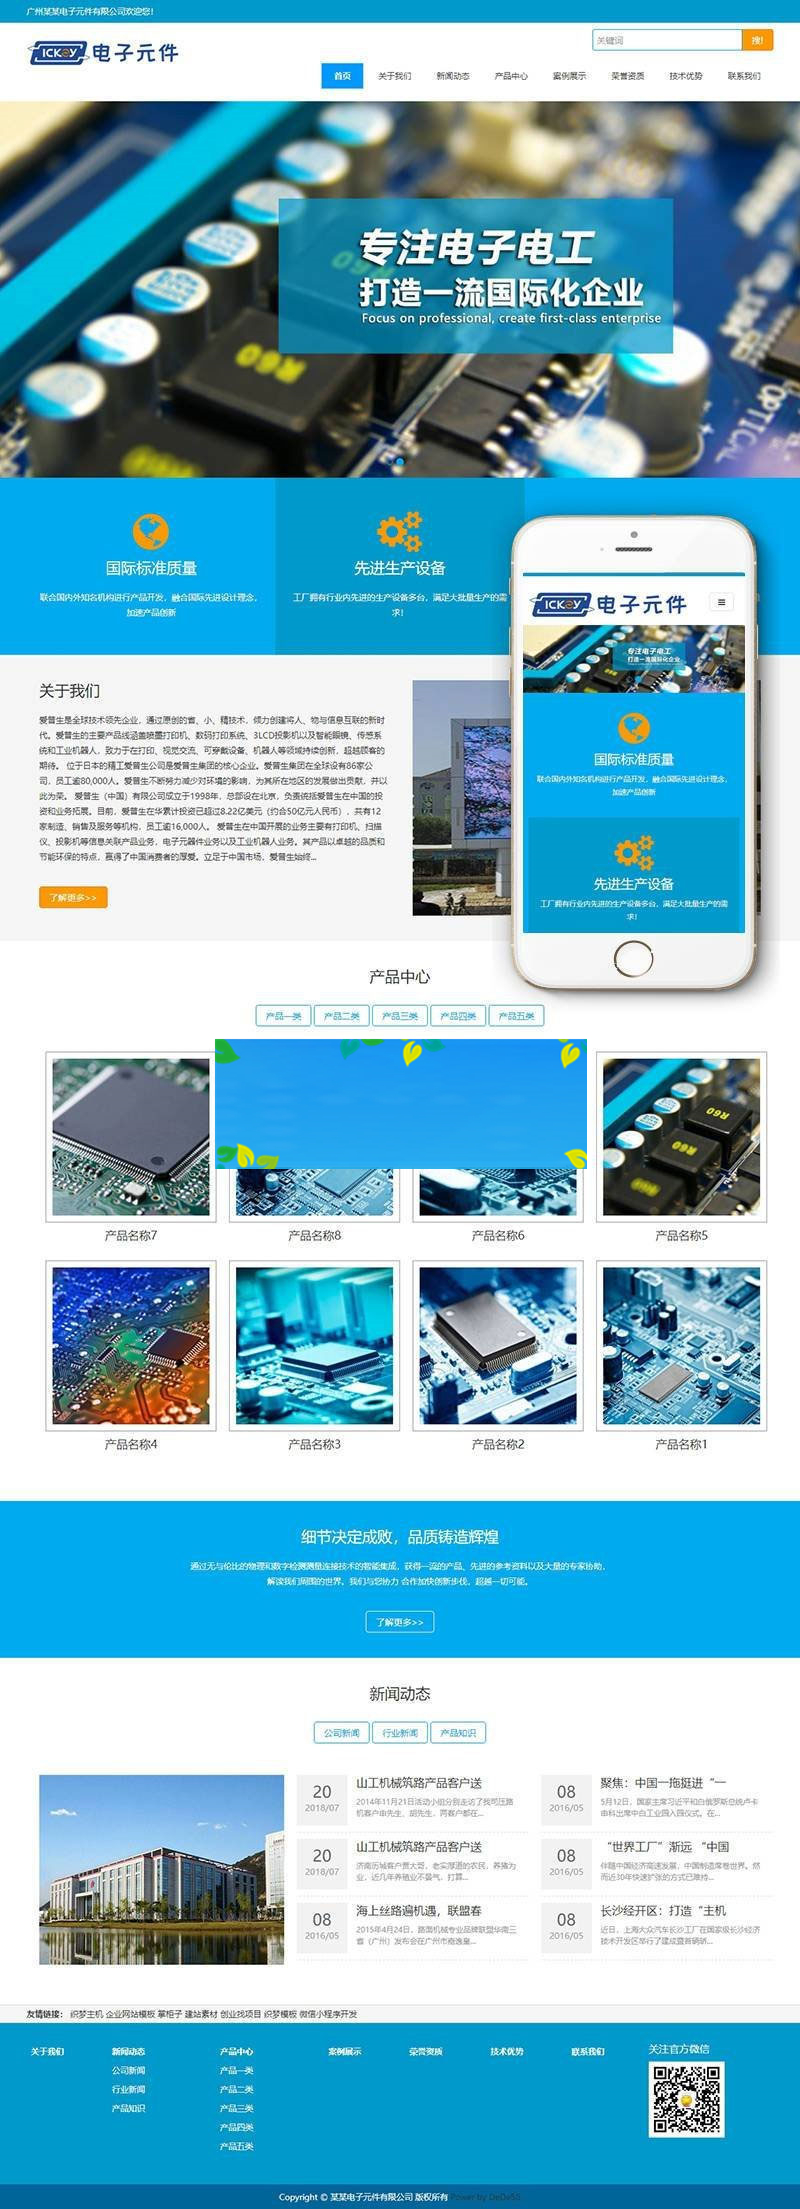 广州某某电子元件有限公司欢迎您！
ICKEY 电子元件
关键词
搜!
首页 关于我们 新闻动态 产品中心 案例展示 荣誉资质 技术优势 联系我们
专注电子电工
打造一流国际化企业
Focus on professional, create first-class enterprise
R60
R60
OPTICAL
国际标准质量
联合国内外知名机构进行产品开发，融合国际先进设计理念，
加速产品创新
先进生产设备
工厂拥有行业内先进的生产设备多台，满足大批量生产的需
求！
ICKEY 电子元件
专注电子电工
打造一流国际化企业
国际标准质量
联合国内外知名机构进行产品开发，融合国际先进设计理念，
加速产品创新
先进生产设备
工厂拥有行业内先进的生产设备多台，满足大批量生产的需
求！
关于我们
爱普生是全球技术领先企业，通过原创的省、小、精技术，倾力创建将人、物与信息互联的新时
代。爱普生的主要产品线涵盖喷墨打印机、数码打印系统、3LCD投影机以及智能眼镜、传感系
统和工业机器人，致力于在打印、视觉交流、可穿戴设备、机器人等领域持续创新，超越顾客的
期待。 位于日本的精工爱普生公司是爱普生集团的核心企业。爱普生集团在全球设有86家公
司，员工逾80,000人。爱普生不断努力减少对环境的影响，为其所在地区的发展做出贡献，并以
此为荣。 爱普生（中国）有限公司成立于1998年，总部设在北京，负责统括爱普生在中国的投
资和业务拓展。目前，爱普生在华累计投资已超过8.22亿美元（约合50亿元人民币），共有12
家制造、销售及服务等机构，员工逾16,000人。 爱普生在中国开展的业务主要有打印机、扫描
仪、投影机等信息关联产品业务，电子元器件业务以及工业机器人业务。其产品以卓越的品质和
节能环保的特点，赢得了中国消费者的厚爱。立足于中国市场，爱普生始终...
了解更多>>
产品中心
产品一类 产品二类 产品三类 产品四类 产品五类
R60
R60
产品名称7 产品名称8 产品名称6 产品名称5
产品名称4 产品名称3 产品名称2 产品名称1
细节决定成败，品质铸造辉煌
通过无与伦比的物理和数字检测测量连接技术的智能集成，获得一流的产品、先进的参考资料以及大量的专家协助，
解读我们周围的世界。我们与您协力 合作加快创新步伐，超越一切可能。
了解更多>>
新闻动态
公司新闻 行业新闻 产品知识
20
2018/07
山工机械筑路产品客户送
2014年11月21日活动小组分别走访了我司压路
机客户申先生、胡先生，两客户都在...
08
2016/05
聚焦：中国一拖挺进“一
5月12日，国家主席习近平和白俄罗斯总统卢卡
申科出席中白工业园入园仪式。在...
20
2018/07
山工机械筑路产品客户送
济南历城客户贾大哥，老实厚道的农民，养猪为
业，近几年养殖业不景气，打算...
08
2016/05
“世界工厂”渐远 “中国
伴随中国经济高速发展，中国制造席卷世界。然
而近30年快速扩张的方式已难持...
08
2016/05
海上丝路遍机遇，联盟春
2015年4月24日，路面机械专业品牌联盟华南三
省（广州）发布会在广州市嘉逸皇...
08
2016/05
长沙经开区：打造“主机
近日，上海大众汽车长沙工厂在国家级长沙经济
技术开发区举行了建成暨首辆轿...
友情链接： 织梦主机 企业网站模板 掌柜子 建站素材 创业找项目 织梦模板 微信小程序开发
关于我们 新闻动态 产品中心 案例展示 荣誉资质 技术优势 联系我们 关注官方微信
公司新闻 产品一类
行业新闻 产品二类
产品知识 产品三类
产品四类
产品五类
Copyright © 某某电子元件有限公司 版权所有 Power by DeDe58